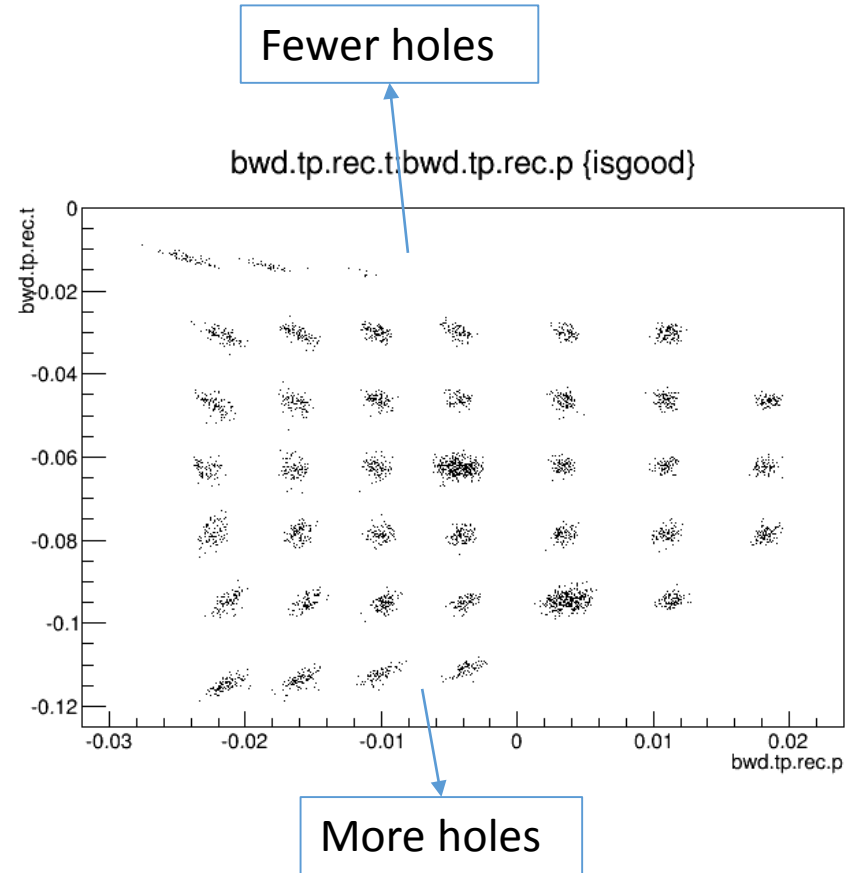 Fewer holes
bwd.tp.rec.t:bwd.tp.rec.p {isgood}
bwd.tp.rec.t
0
-0.02
-0.04
-0.06
-0.08
-0.1
-0.12
-0.03
-0.02
-0.01
0
0.01
0.02
bwd.tp.rec.p
More holes